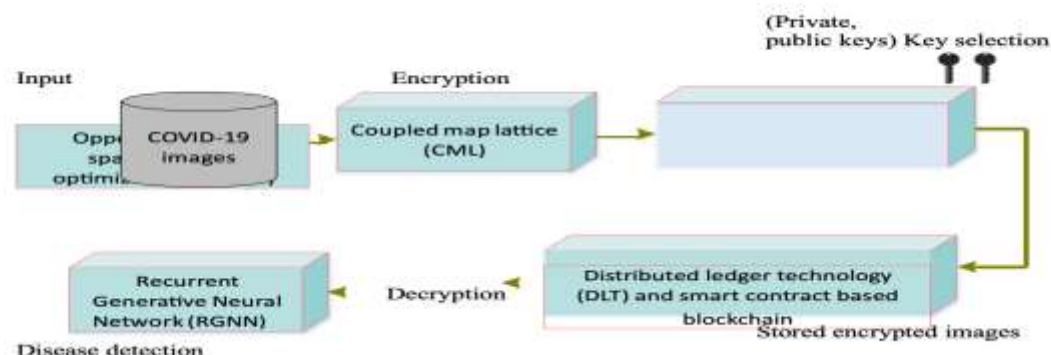 (Private,
public keys) Key selection
Input
Encryption
COVID-19
images
Coupled map lattice
(CML)
Recurrent
Generative Neural
Network (RGNN)
Decryption
Distributed ledger technology
(DLT) and smart contract based
blockchain
Stored encrypted images
Disease detection